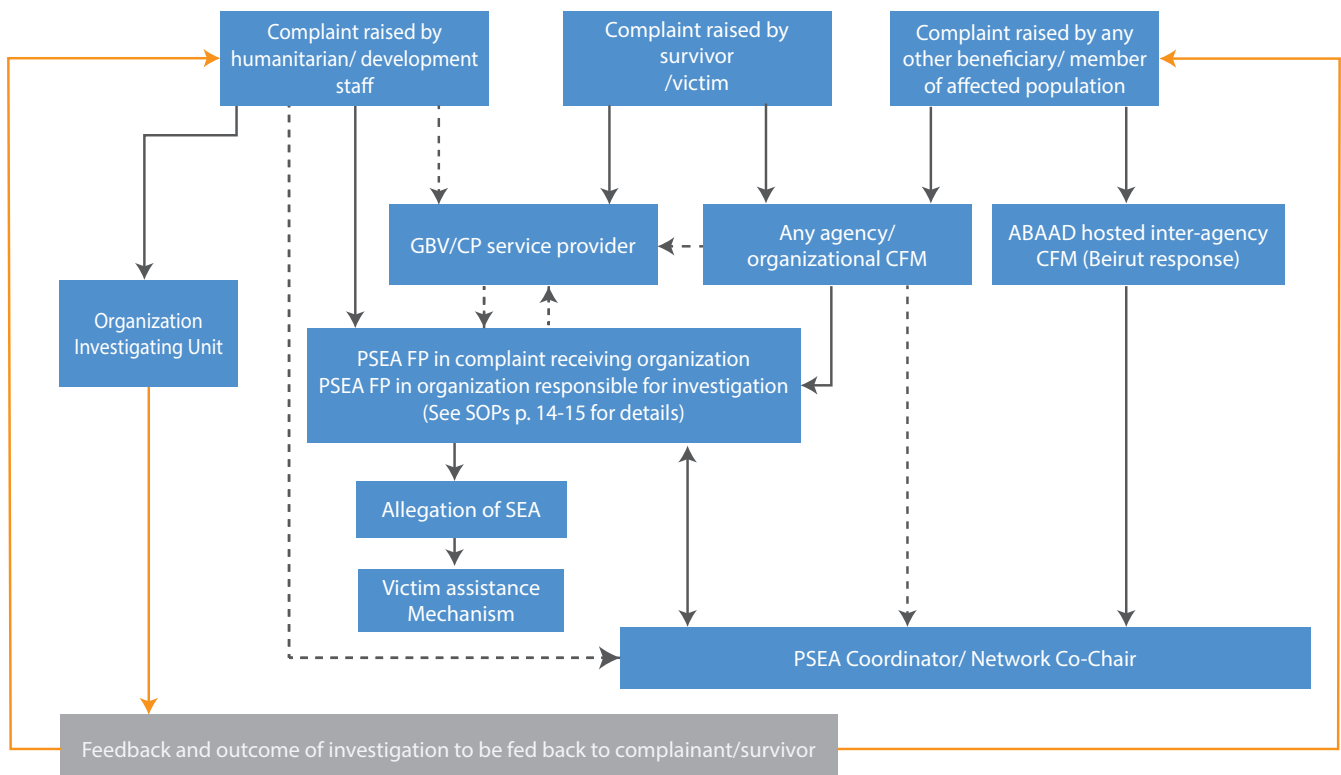 Complaint raised by
humanitarian/ development
staff
Complaint raised by
survivor
/victim
Complaint raised by any
other beneficiary/ member
of affected population
GBV/CP service provider
Any agency/
organizational CFM
ABAAD hosted inter-agency
CFM (Beirut response)
Organization
Investigating Unit
PSEA FP in complaint receiving organization
PSEA FP in organization responsible for investigation
(See SOPs p. 14-15 for details)
Allegation of SEA
Victim assistance
Mechanism
PSEA Coordinator/ Network Co-Chair
Feedback and outcome of investigation to be fed back to complainant/survivor